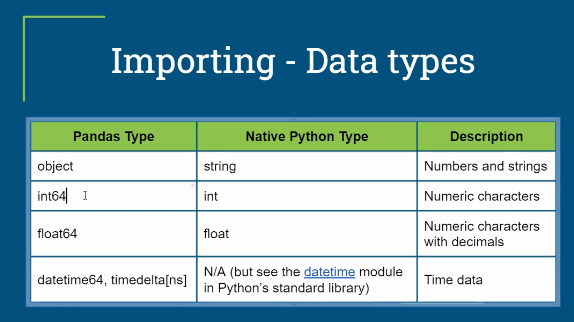 Importing - Data types
Pandas Type Native Python Type Description
object string Numbers and strings
int64 int Numeric characters
float64 float Numeric characters
with decimals
datetime64, timedelta[ns] N/A (but see the datetime module
in Python's standard library) Time data